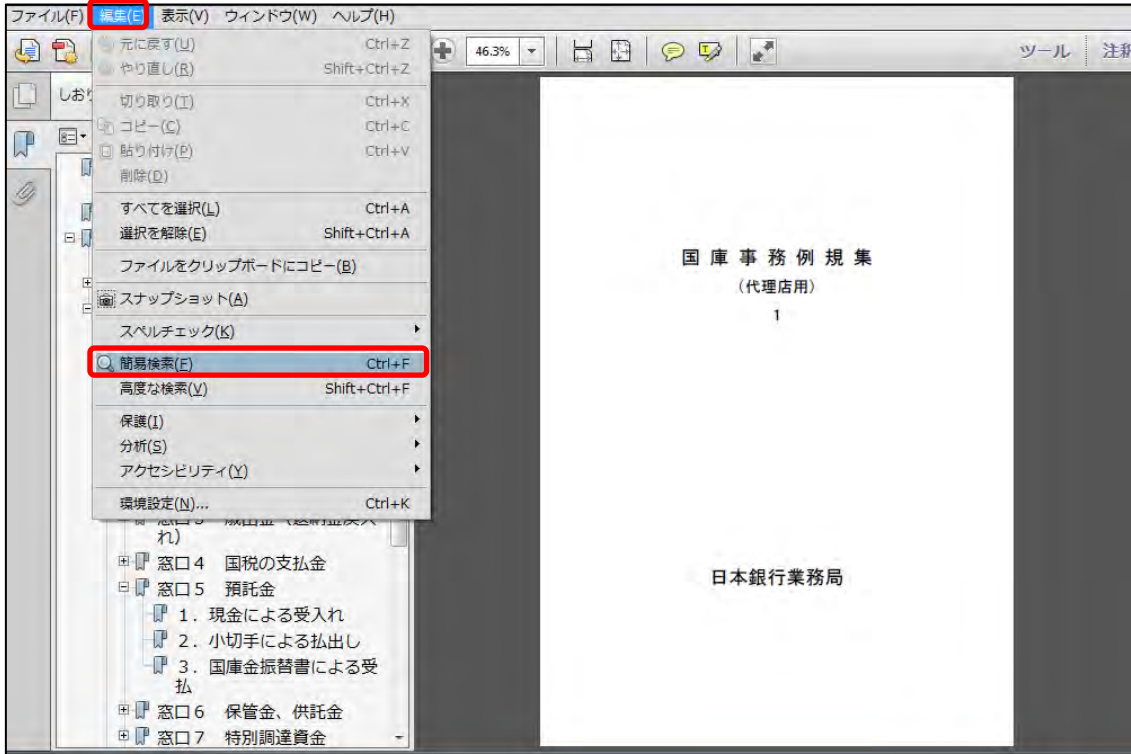 ファイル(F) 編集(E) 表示(V) ウィンドウ(W) ヘルプ(H)
46.3%
ツール 注釈
しおり
元に戻す(U) Ctrl+Z
やり直し(R) Shift+Ctrl+Z
切り取り(T) Ctrl+X
コピー(C) Ctrl+C
貼り付け(P) Ctrl+V
削除(D)
すべてを選択(L) Ctrl+A
選択を解除(E) Shift+Ctrl+A
ファイルをクリップボードにコピー(B)
スナップショット(A)
スペルチェック(K)
簡易検索(F) Ctrl+F
高度な検索(V) Shift+Ctrl+F
保護(I)
分析(S)
アクセシビリティ(Y)
環境設定(N)... Ctrl+K
れ)
窓口4 国税の支払金
窓口5 預託金
1.現金による受入れ
2.小切手による払出し
3.国庫金振替書による受
払
窓口6 保管金、供託金
窓口7 特別調達資金
国庫事務例規集
(代理店用)
1
日本銀行業務局